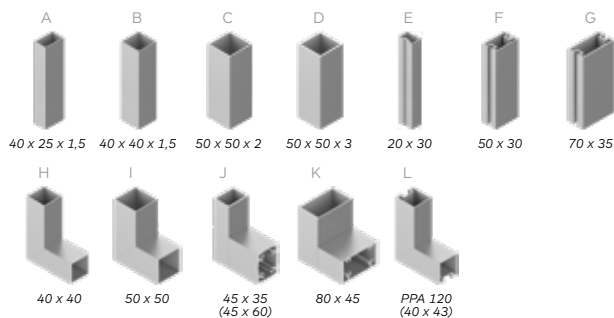 A B C D E F G
40 x 25 x 1,5 40 x 40 x 1,5 50 x 50 x 2 50 x 50 x 3 20 x 30 50 x 30 70 x 35
H I J K L
40 x 40 50 x 50 45 x 35 80 x 45 PPA 120
(45 x 60) (40 x 43)